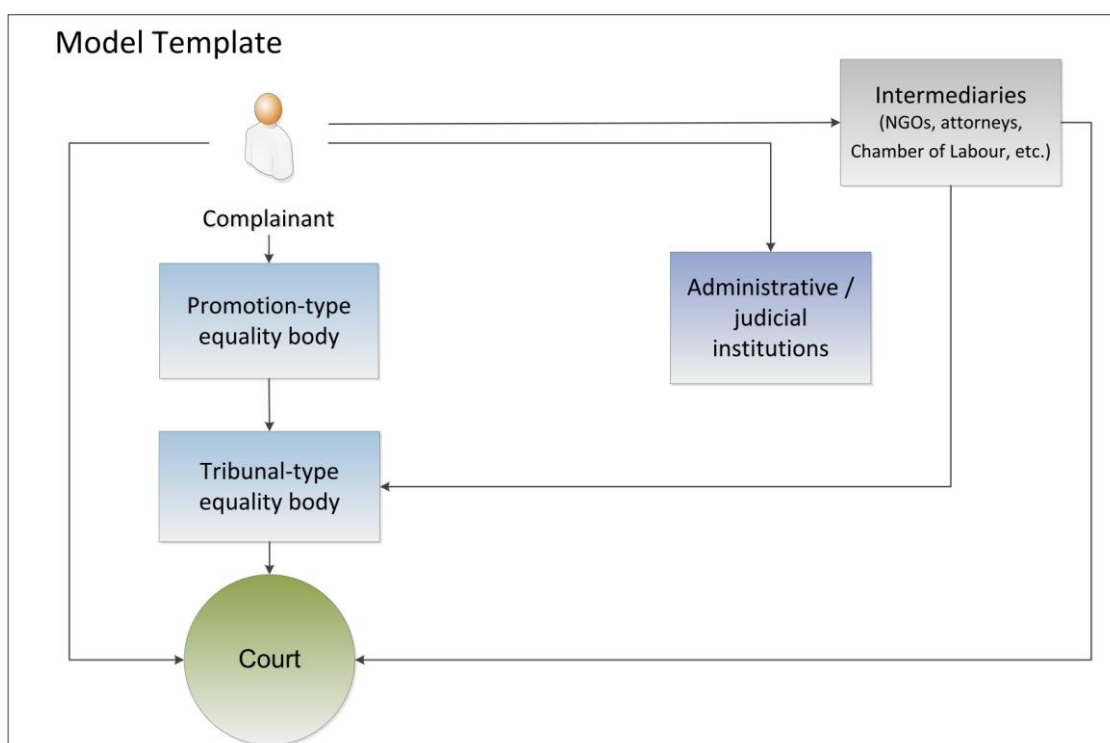 Model Template
Intermediaries
(NGOs, attorneys,
Chamber of Labour, etc.)
Complainant
Promotion-type
equality body
Administrative /
judicial
institutions
Tribunal-type
equality body
Court